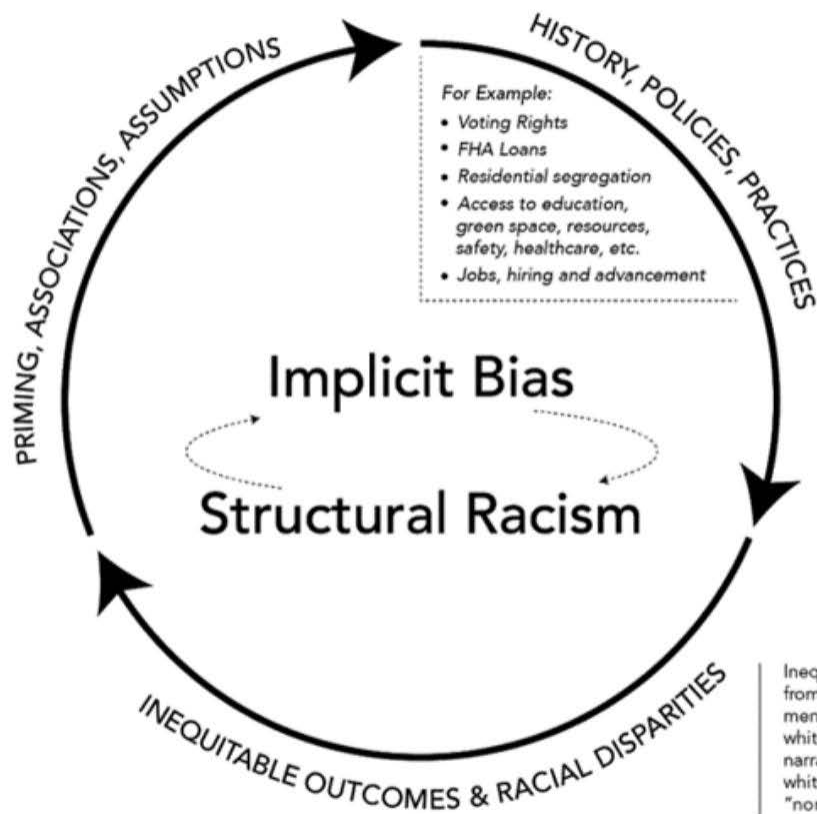 PRIMING, ASSOCIATIONS, ASSUMPTIONS
HISTORY, POLICIES, PRACTICES
For Example:
• Voting Rights
• FHA Loans
• Residential segregation
• Access to education,
green space, resources,
safety, healthcare, etc.
• Jobs, hiring and advancement
Implicit Bias
Structural Racism
INEQUITABLE OUTCOMES & RACIAL DISPARITIES
from